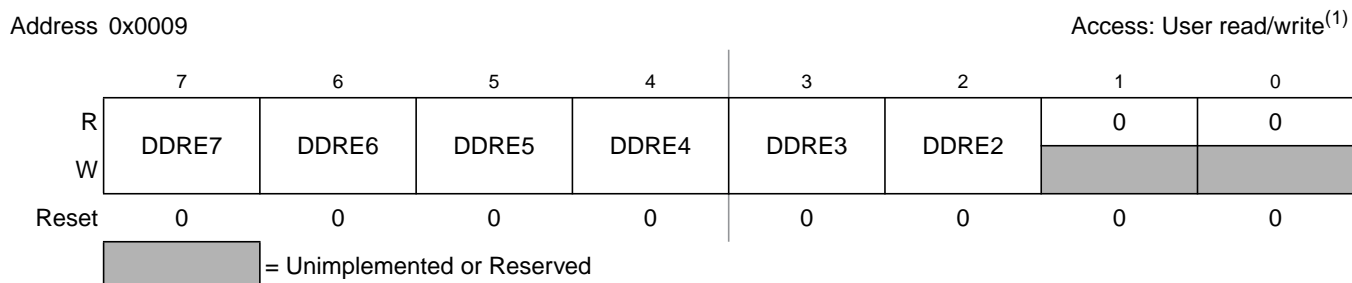 Address 0x0009 Access: User read/write(1)
7 6 5 4 3 2 1 0
R 0 0
DDRE7 DDRE6 DDRE5 DDRE4 DDRE3 DDRE2
W
Reset 0 0 0 0 0 0 0 0
= Unimplemented or Reserved